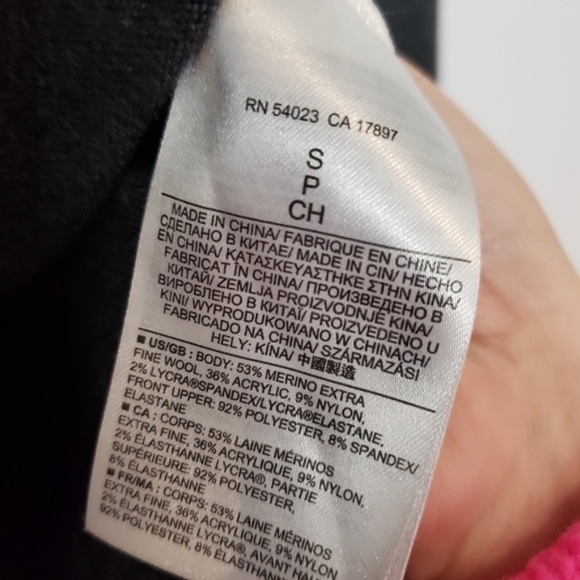 RN 54023 CA 17897
S
P
CH
MADE IN CHINA/ FABRIQUE EN CHINE/
СДЕЛАНО В КИТАЕ/ MADE IN CIN/ HECHO
EN CHINA/ ΚΑΤΑΣΚΕΥΑΣΤΗΚΕ ΣΤΗΝ ΚΙΝΑ/
FABRICAT ÎN CHINA/ ПРОИЗВЕДЕНО В
КИТАЙ/ ZEMLJA PROIZVODNJE KINA/
ВИРОБЛЕНО В КИТАЇ/ PROIZVEDENO U
KINI/ WYPRODUKOWANO W CHINACH/
FABRICADO NA CHINA/ SZÁRMAZÁSI
HELY: KÍNA/ 中國製造
■ US/GB : BODY: 53% MERINO EXTRA
FINE WOOL, 36% ACRYLIC, 9% NYLON,
2% LYCRA®SPANDEX/LYCRA®ELASTANE,
FRONT UPPER: 92% POLYESTER, 8% SPANDEX/
ELASTANE
■ CA : CORPS: 53% LAINE MÉRINOS
EXTRA FINE, 36% ACRYLIQUE, 9% NYLON,
2% ÉLASTHANNE LYCRA®, PARTIE
SUPÉRIEURE: 92% POLYESTER,
8% ÉLASTHANNE
■ FR/MA : CORPS: 53% LAINE MÉRINOS
EXTRA FINE, 36% ACRYLIQUE, 9% NYLON
2% ÉLASTHANNE LYCRA®, AVANT HAUT
92% POLYESTER, 8% ÉLASTHANNE